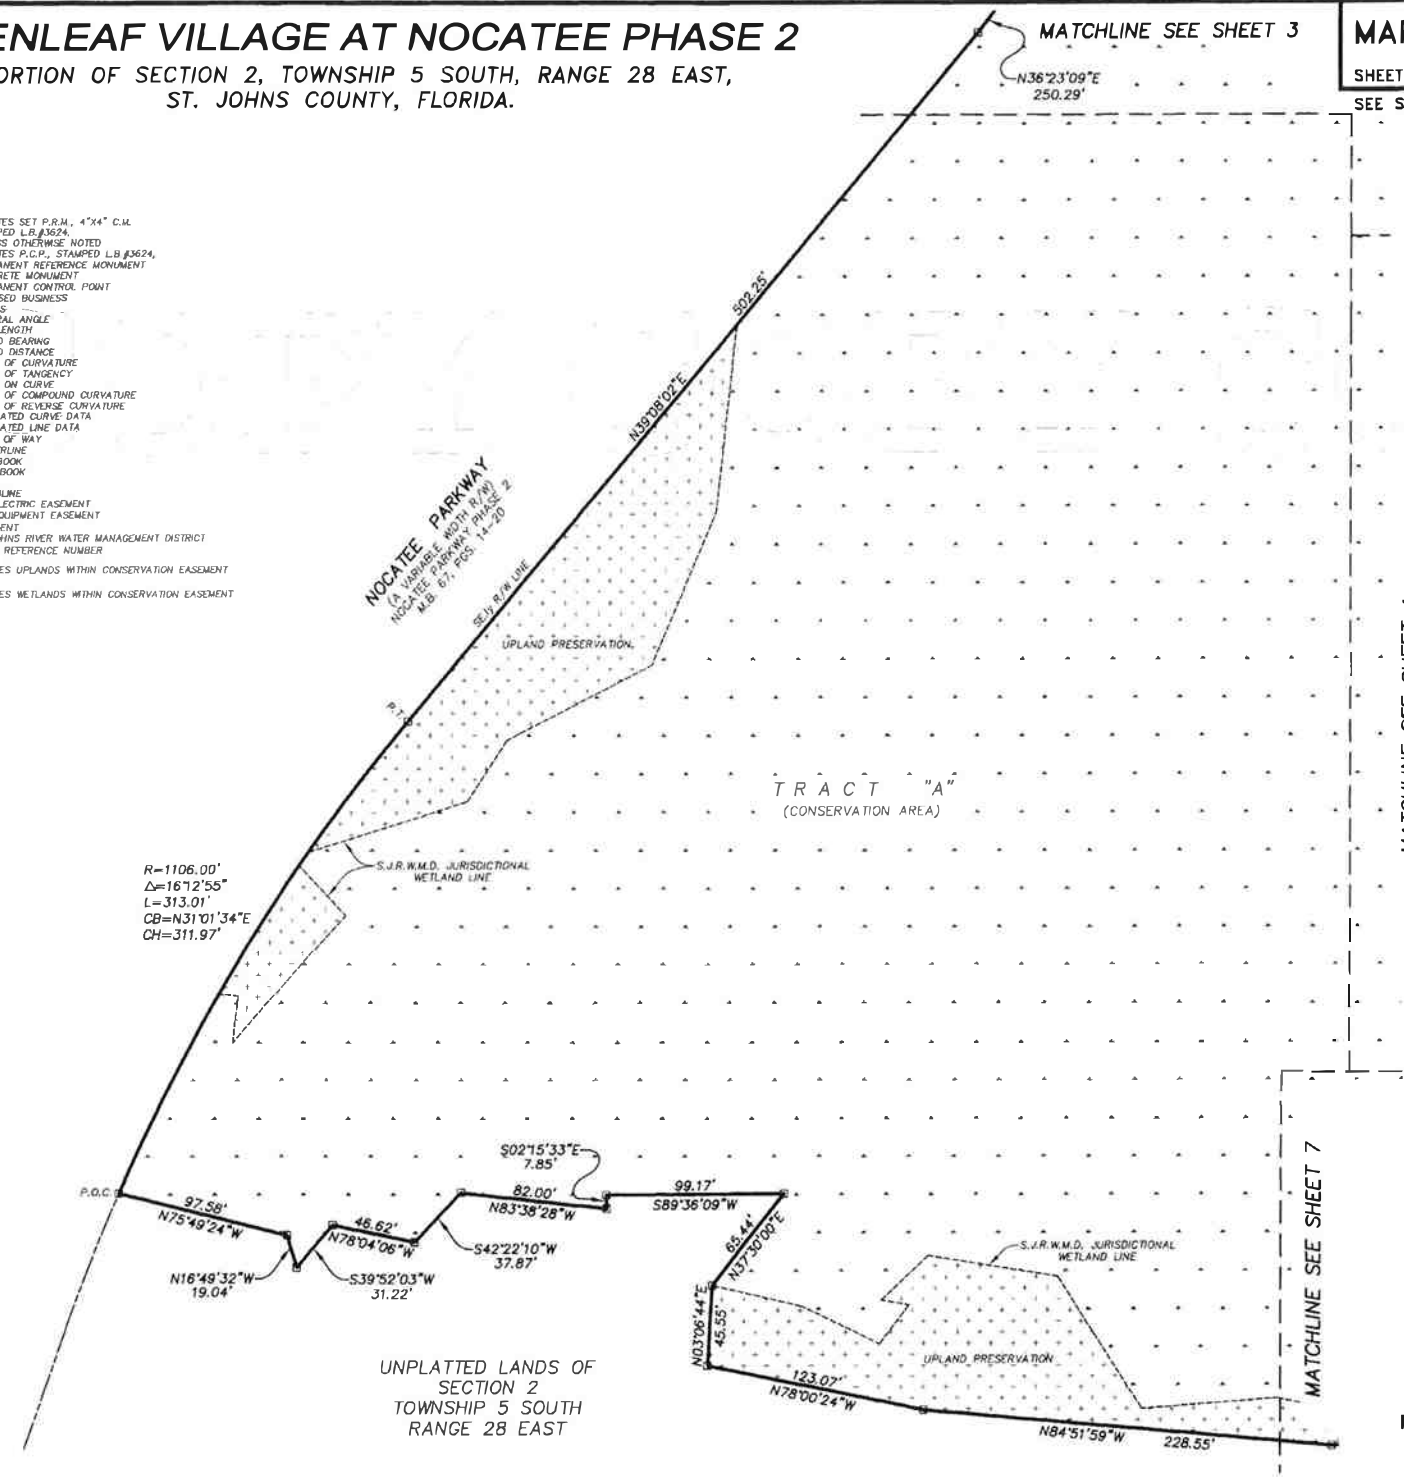 ENLEAF VILLAGE AT NOCATEE PHASE 2
ORTION OF SECTION 2, TOWNSHIP 5 SOUTH, RANGE 28 EAST,
ST. JOHNS COUNTY, FLORIDA.
MATCHLINE SEE SHEET 3
SHEET
SEE S
N36°23'09"E
250.29'
TES SET P.R.M., 4"X4" C.M.
PED L.B.#3624,
S OTHERWISE NOTED
TES P.C.P., STAMPED L.B.#3624,
ANENT REFERENCE MONUMENT
RETE MONUMENT
ANENT CONTROL POINT
SED BUSINESS
S
RAL ANGLE
ENGTH
D BEARING
D DISTANCE
OF CURVATURE
OF TANGENCY
ON CURVE
OF COMPOUND CURVATURE
OF REVERSE CURVATURE
ATED CURVE DATA
ATED LINE DATA
OF WAY
RLINE
BOOK
BOOK
LINE
LECTRIC EASEMENT
QUIPMENT EASEMENT
ENT
HNS RIVER WATER MANAGEMENT DISTRICT
REFERENCE NUMBER
ES UPLANDS WITHIN CONSERVATION EASEMENT
ES WETLANDS WITHIN CONSERVATION EASEMENT
502.25'
N39°08'02"E
NOCATEE PARKWAY
(A VARIABLE WIDTH R/W)
NOCATEE PARKWAY PHASE 2
M.B. 67, PGS. 14-20
SE.ly R/W LINE
UPLAND PRESERVATION
P.T.
TRACT "A"
(CONSERVATION AREA)
S.J.R.W.M.D. JURISDICTIONAL
WETLAND LINE
R=1106.00'
Δ=16°12'55"
L=313.01'
CB=N31°01'34"E
CH=311.97'
P.O.C.
97.58'
N75°49'24"W
N16°49'32"W
19.04'
S39°52'03"W
31.22'
46.62'
N78°04'06"W
S42°22'10"W
37.87'
82.00'
N83°38'28"W
S02°15'33"E
7.85'
99.17'
S89°36'09"W
65.44'
N37°30'00"E
N03°06'44"E
45.55'
S.J.R.W.M.D. JURISDICTIONAL
WETLAND LINE
UPLAND PRESERVATION
123.07'
N78°00'24"W
N84°51'59"W
228.55'
MATCHLINE SEE SHEET 7
UNPLATTED LANDS OF
SECTION 2
TOWNSHIP 5 SOUTH
RANGE 28 EAST